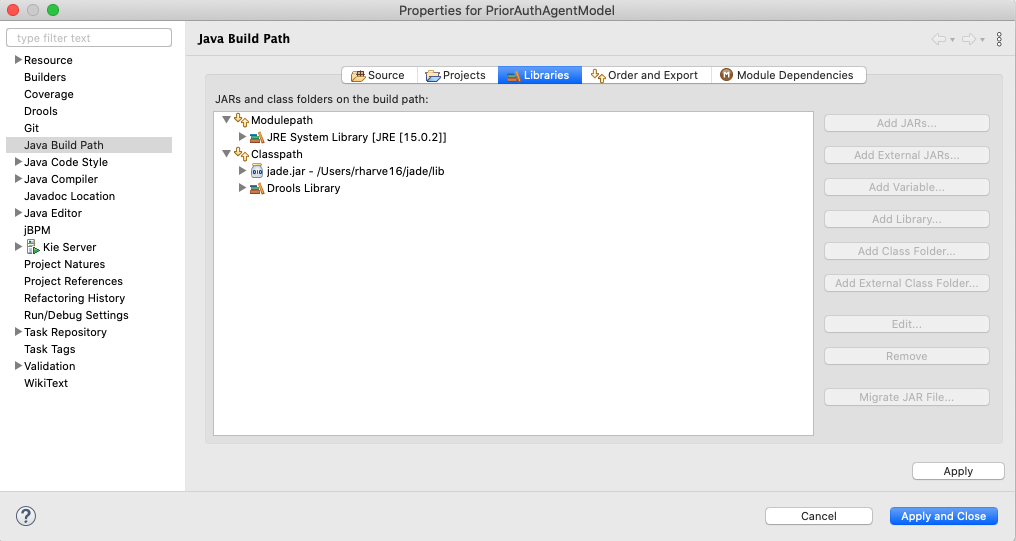 Properties for PriorAuthAgentModel
type filter text
Resource
Builders
Coverage
Drools
Git
Java Build Path
Java Code Style
Java Compiler
Javadoc Location
Java Editor
jBPM
Kie Server
Project Natures
Project References
Refactoring History
Run/Debug Settings
Task Repository
Task Tags
Validation
WikiText
Java Build Path
Source Projects Libraries Order and Export Module Dependencies
JARs and class folders on the build path:
Modulepath
JRE System Library [JRE [15.0.2]]
Classpath
jade.jar - /Users/rharve16/jade/lib
Drools Library
Add JARs...
Add External JARs...
Add Variable...
Add Library...
Add Class Folder...
Add External Class Folder...
Edit...
Remove
Migrate JAR File...
Apply
? Cancel Apply and Close